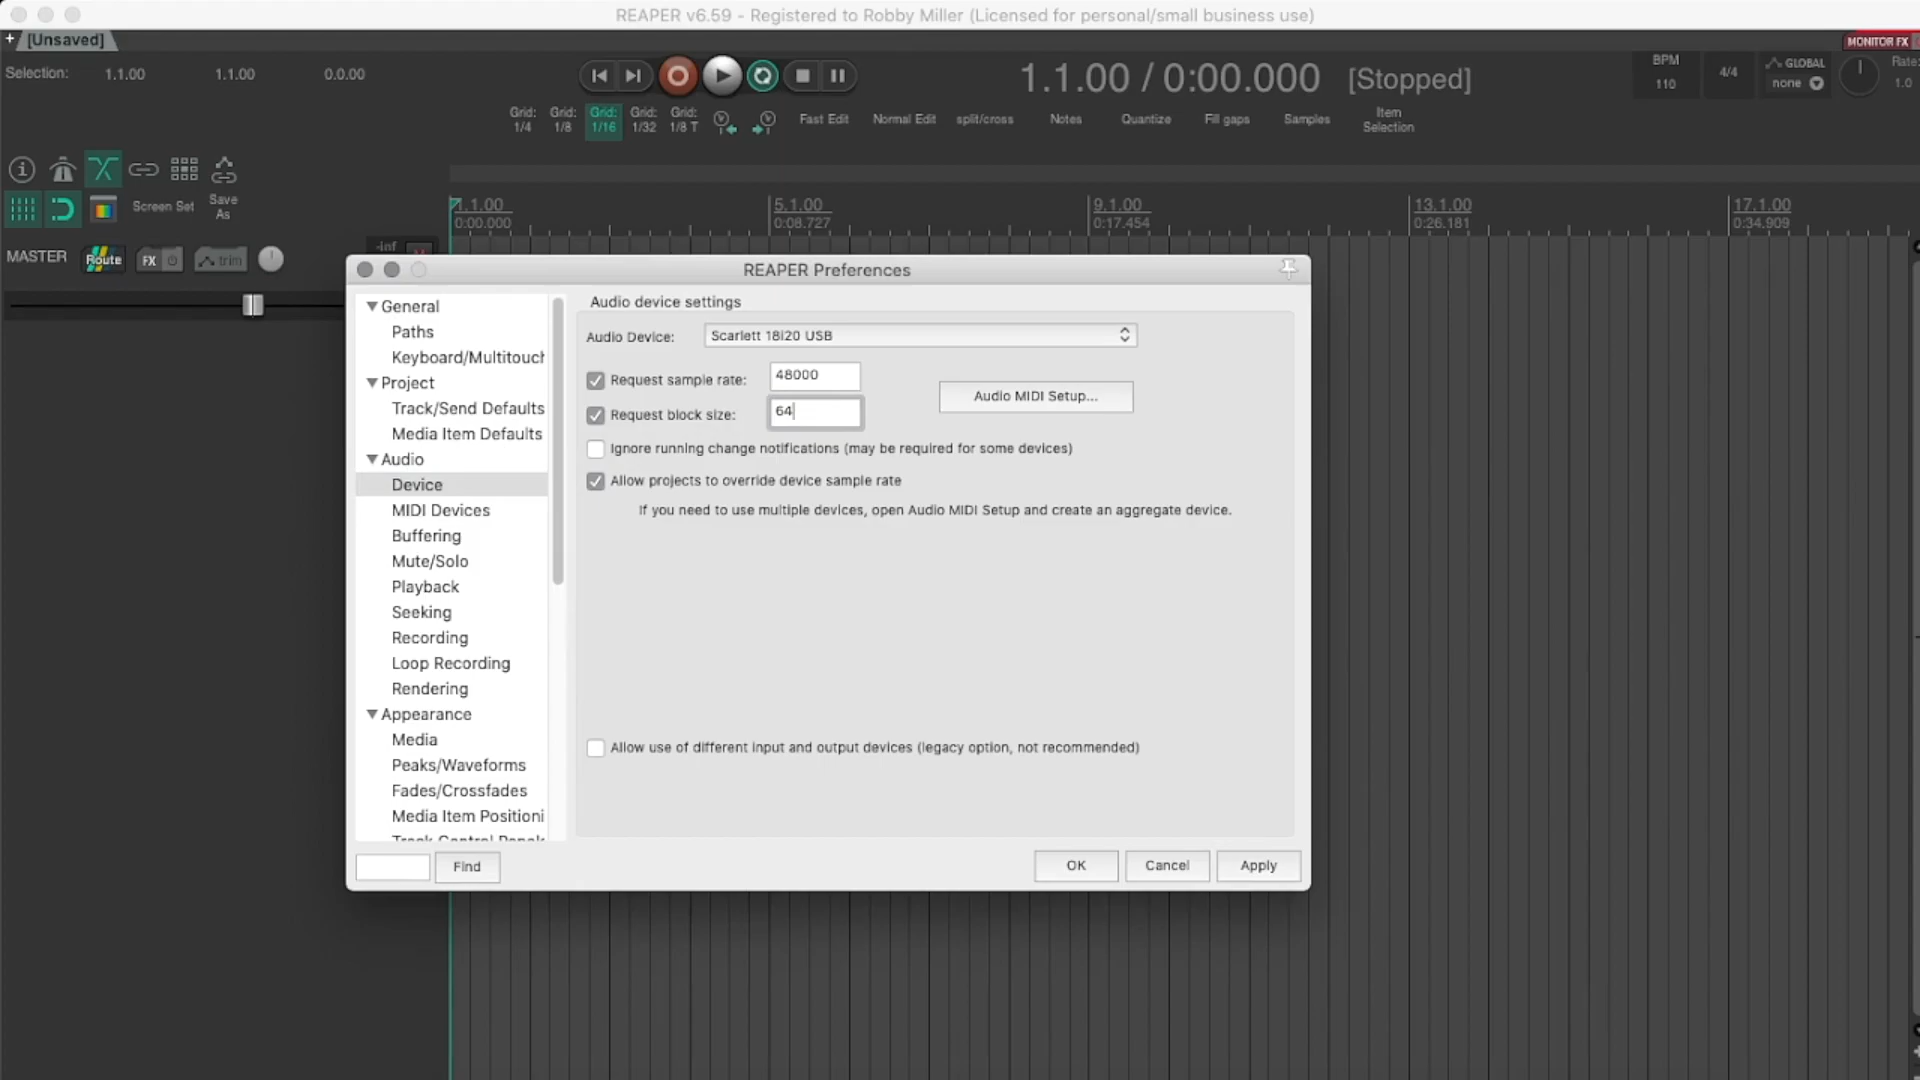 REAPER v6.59 - Registered to Robby Miller (Licensed for personal/small business use)
+ [Unsaved]
MONITOR FX
Selection: 1.1.00 1.1.00 0.0.00
1.1.00 / 0:00.000 [Stopped]
BPM
110
4/4
GLOBAL
none
Rate:
1.0
Grid: 1/4
Grid: 1/8
Grid: 1/16
Grid: 1/32
Grid: 1/8 T
Fast Edit
Normal Edit
split/cross
Notes
Quantize
Fill gaps
Samples
Item Selection
Screen Set
Save As
1.1.00
0:00.000
5.1.00
0:08.727
9.1.00
0:17.454
13.1.00
0:26.181
17.1.00
0:34.909
MASTER
Route
FX
trim
-inf
REAPER Preferences
General
Paths
Keyboard/Multitouch
Project
Track/Send Defaults
Media Item Defaults
Audio
Device
MIDI Devices
Buffering
Mute/Solo
Playback
Seeking
Recording
Loop Recording
Rendering
Appearance
Media
Peaks/Waveforms
Fades/Crossfades
Media Item Positioni
Audio device settings
Audio Device: Scarlett 18i20 USB
Request sample rate: 48000
Request block size: 64
Audio MIDI Setup...
Ignore running change notifications (may be required for some devices)
Allow projects to override device sample rate
If you need to use multiple devices, open Audio MIDI Setup and create an aggregate device.
Allow use of different input and output devices (legacy option, not recommended)
Find
OK
Cancel
Apply